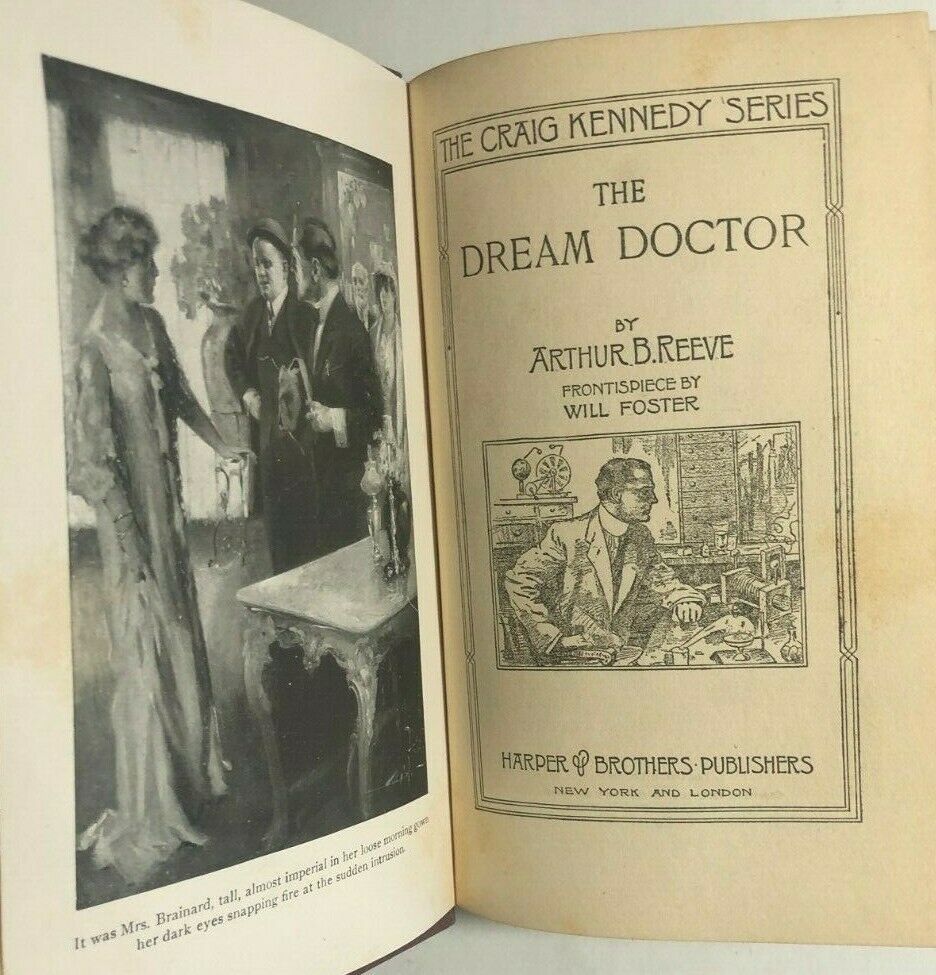 It was Mrs. Brainard, tall, almost imperial in her loose morning gown
her dark eyes snapping fire at the sudden intrusion.
THE CRAIG KENNEDY SERIES
THE
DREAM DOCTOR
BY
ARTHUR B. REEVE
FRONTISPIECE BY
WILL FOSTER
HARPER & BROTHERS · PUBLISHERS
NEW YORK AND LONDON